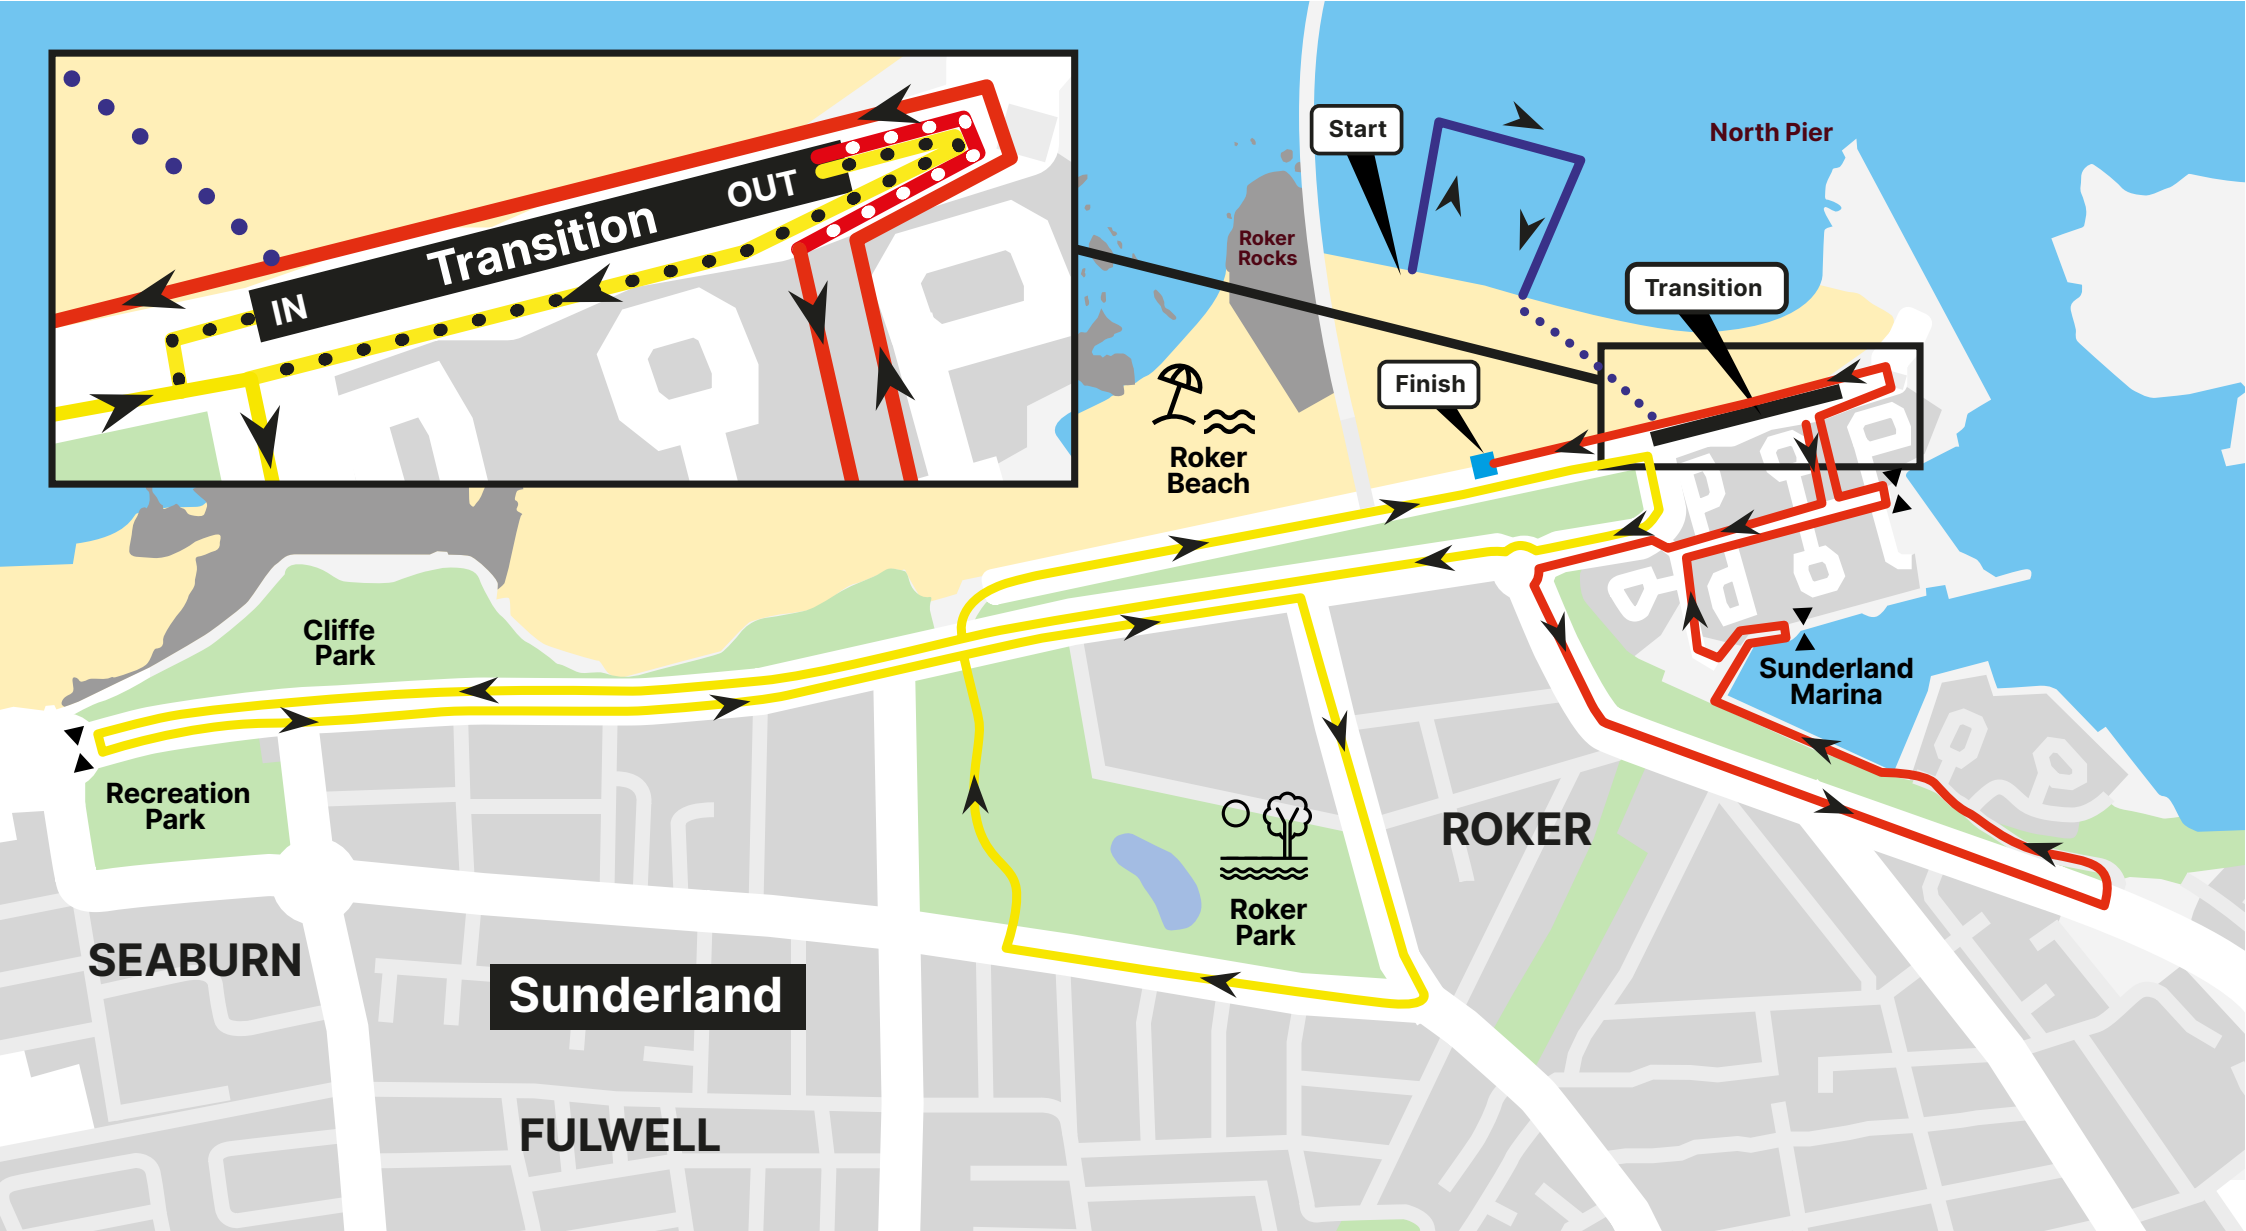 Start
North Pier
Roker
Rocks
Transition
Finish
OUT
Transition
IN
Roker
Beach
Cliffe
Park
Sunderland
Marina
Recreation
Park
ROKER
Roker
Park
SEABURN
Sunderland
FULWELL